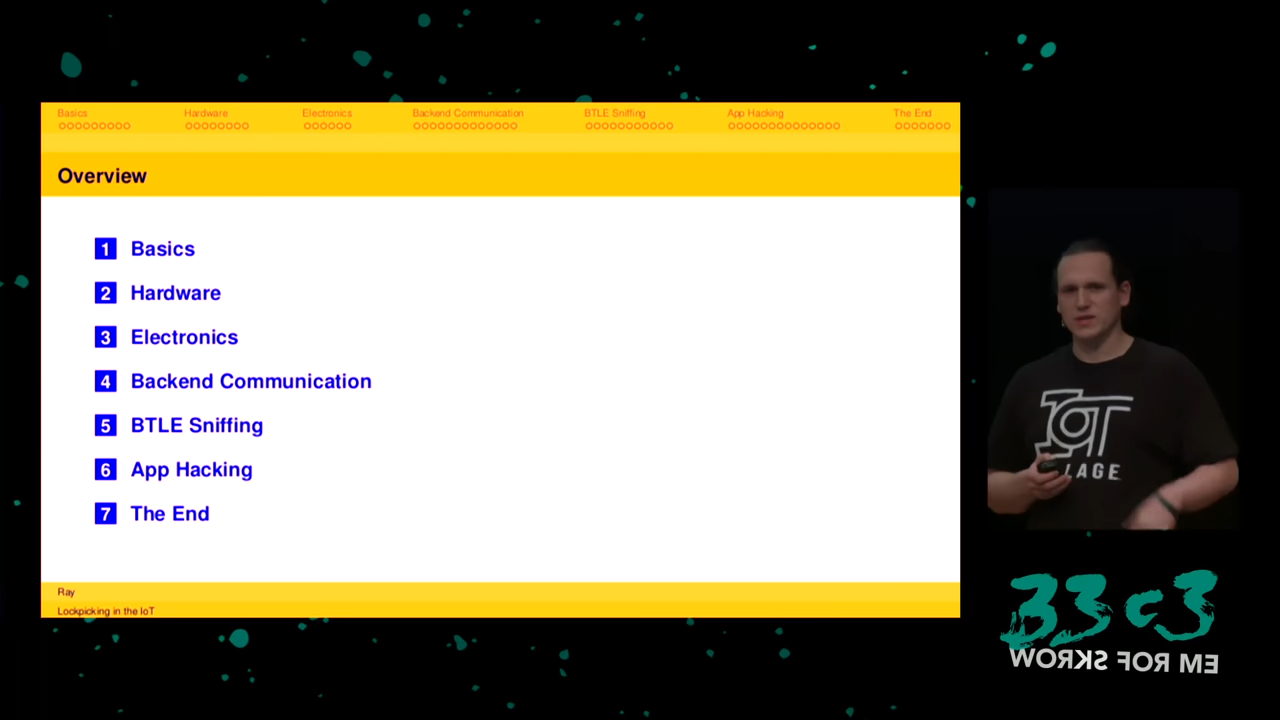 Basics Hardware Electronics Backend Communication BTLE Sniffing App Hacking The End
Overview
1 Basics
2 Hardware
3 Electronics
4 Backend Communication
5 BTLE Sniffing
6 App Hacking
7 The End
Ray
Lockpicking in the IoT
IOT
LAGE
33c3
WORKS FOR ME